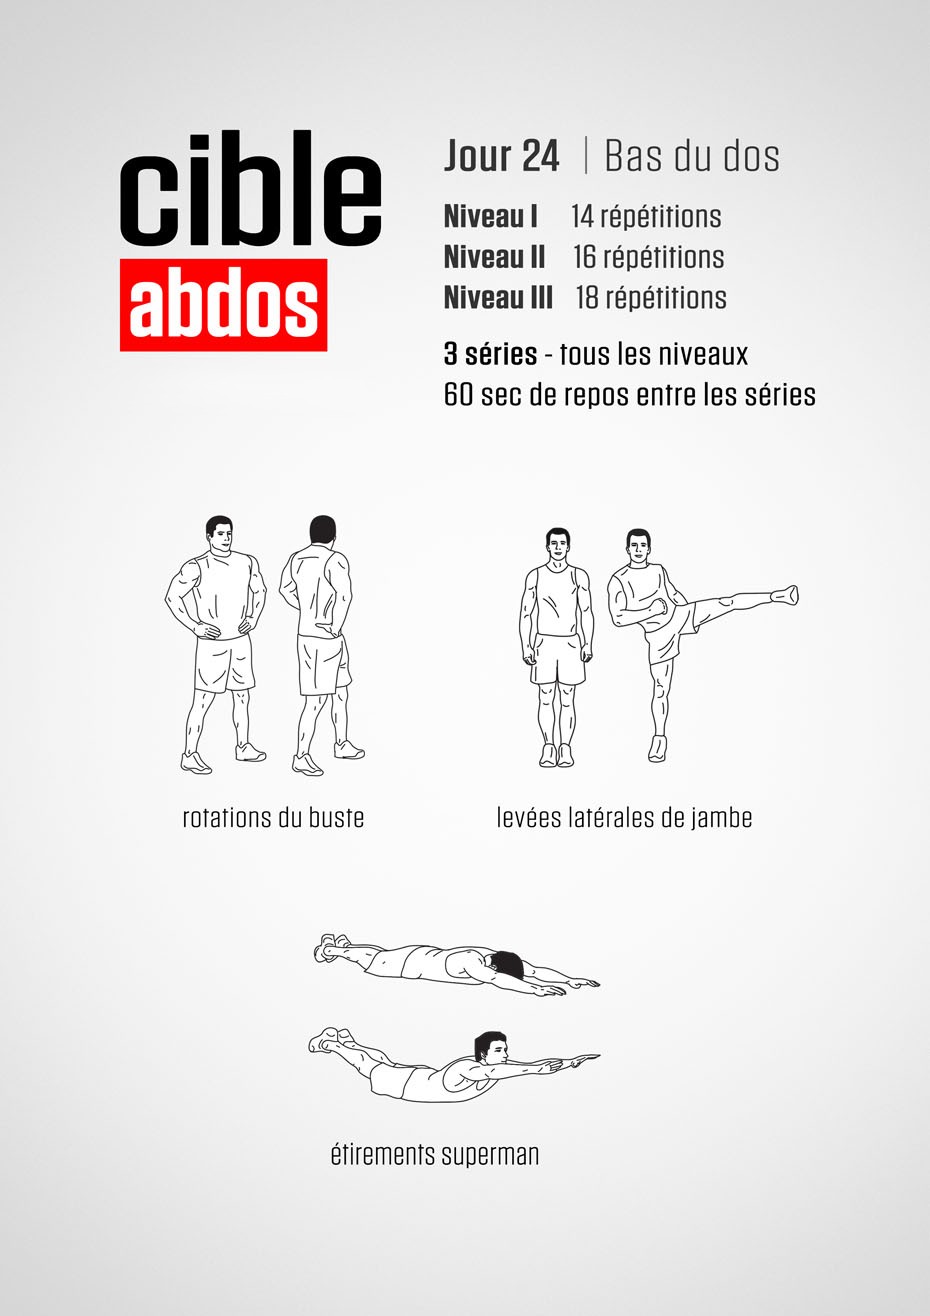 cible
abdos
Jour 24 | Bas du dos
Niveau I 14 répétitions
Niveau II 16 répétitions
Niveau III 18 répétitions
3 séries - tous les niveaux
60 sec de repos entre les séries
rotations du buste
levées latérales de jambe
étirements superman